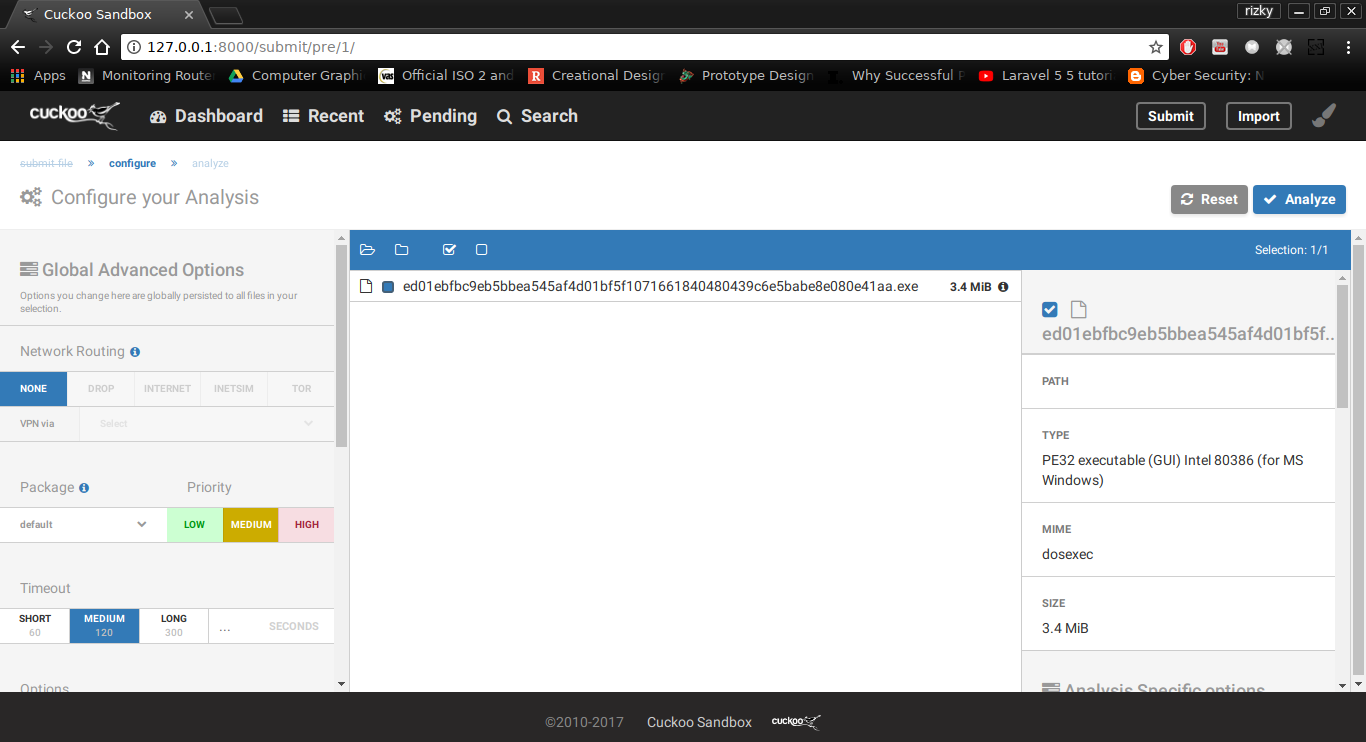 Cuckoo Sandbox
rizky
127.0.0.1:8000/submit/pre/1/
Apps Monitoring Router Computer Graphi Official ISO 2 and Creational Design Prototype Design Why Successful P Laravel 5 5 tutori Cyber Security: N
cuckoo Dashboard Recent Pending Search Submit Import
submit file » configure » analyze
Configure your Analysis Reset Analyze
Selection: 1/1
Global Advanced Options
Options you change here are globally persisted to all files in your
selection.
Network Routing
NONE DROP INTERNET INETSIM TOR
VPN via Select
Package Priority
default LOW MEDIUM HIGH
Timeout
SHORT MEDIUM LONG
60 120 300 ... SECONDS
Options
ed01ebfbc9eb5bbea545af4d01bf5f1071661840480439c6e5babe8e080e41aa.exe 3.4 MiB
ed01ebfbc9eb5bbea545af4d01bf5f...
PATH
TYPE
PE32 executable (GUI) Intel 80386 (for MS
Windows)
MIME
dosexec
SIZE
3.4 MiB
Analysis Specific options
©2010-2017 Cuckoo Sandbox cuckoo